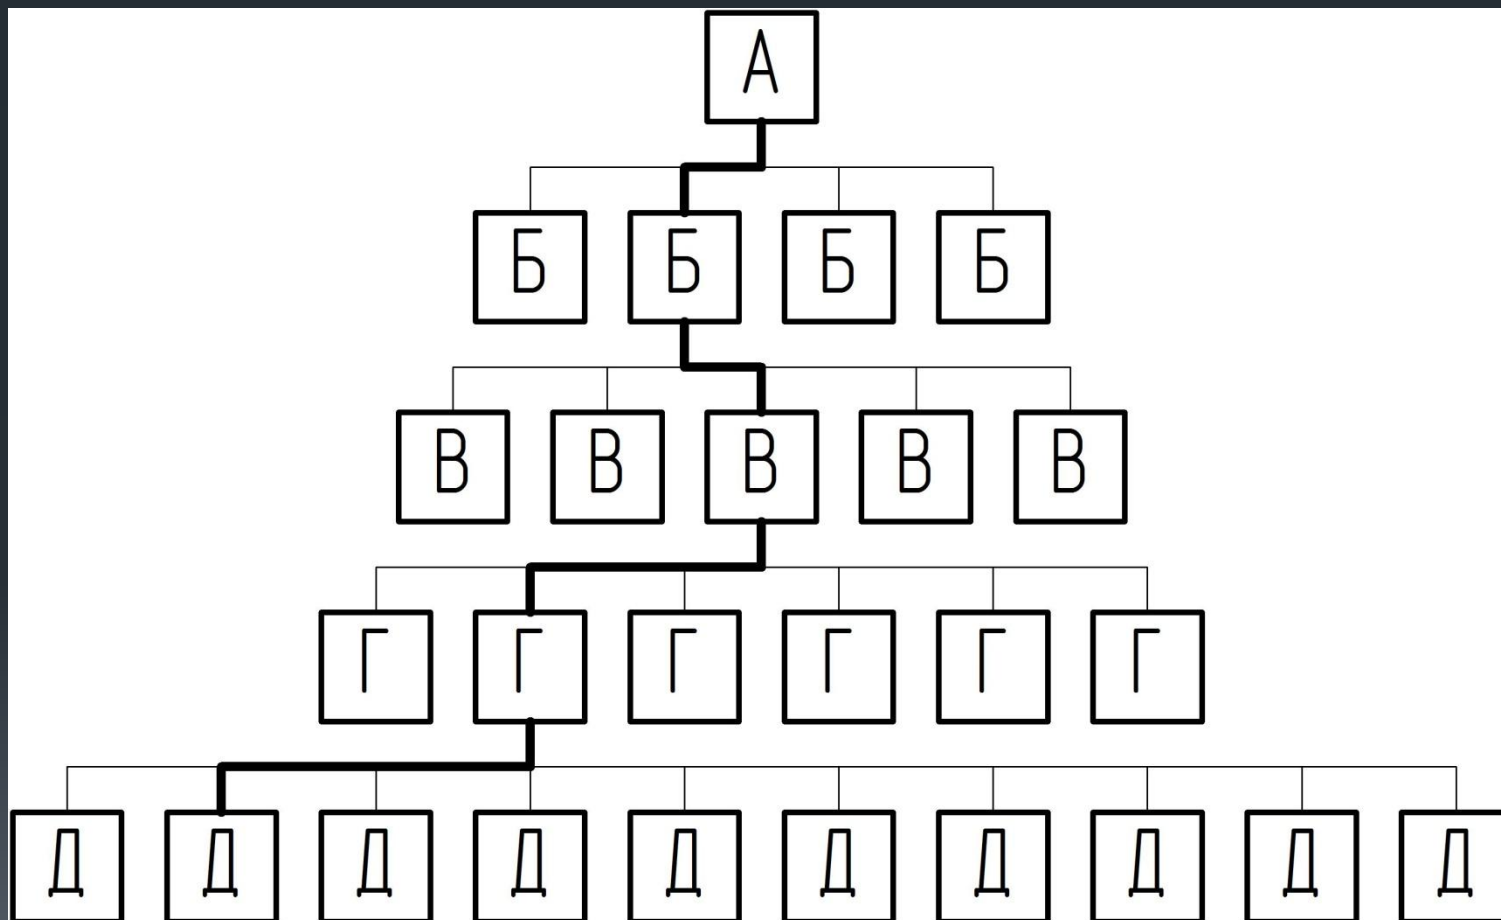 А
Б Б Б Б
В В В В В
Г Г Г Г Г Г
Д Д Д Д Д Д Д Д Д Д